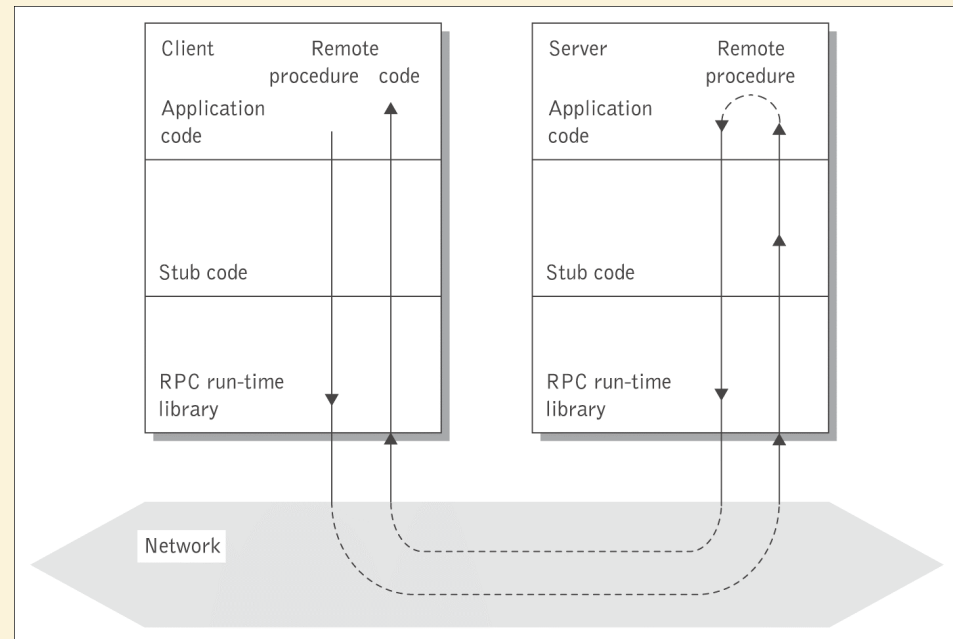 Client
Remote
procedure code
Application
code
Stub code
RPC run-time
library
Server
Remote
procedure
Application
code
Stub code
RPC run-time
library
Network